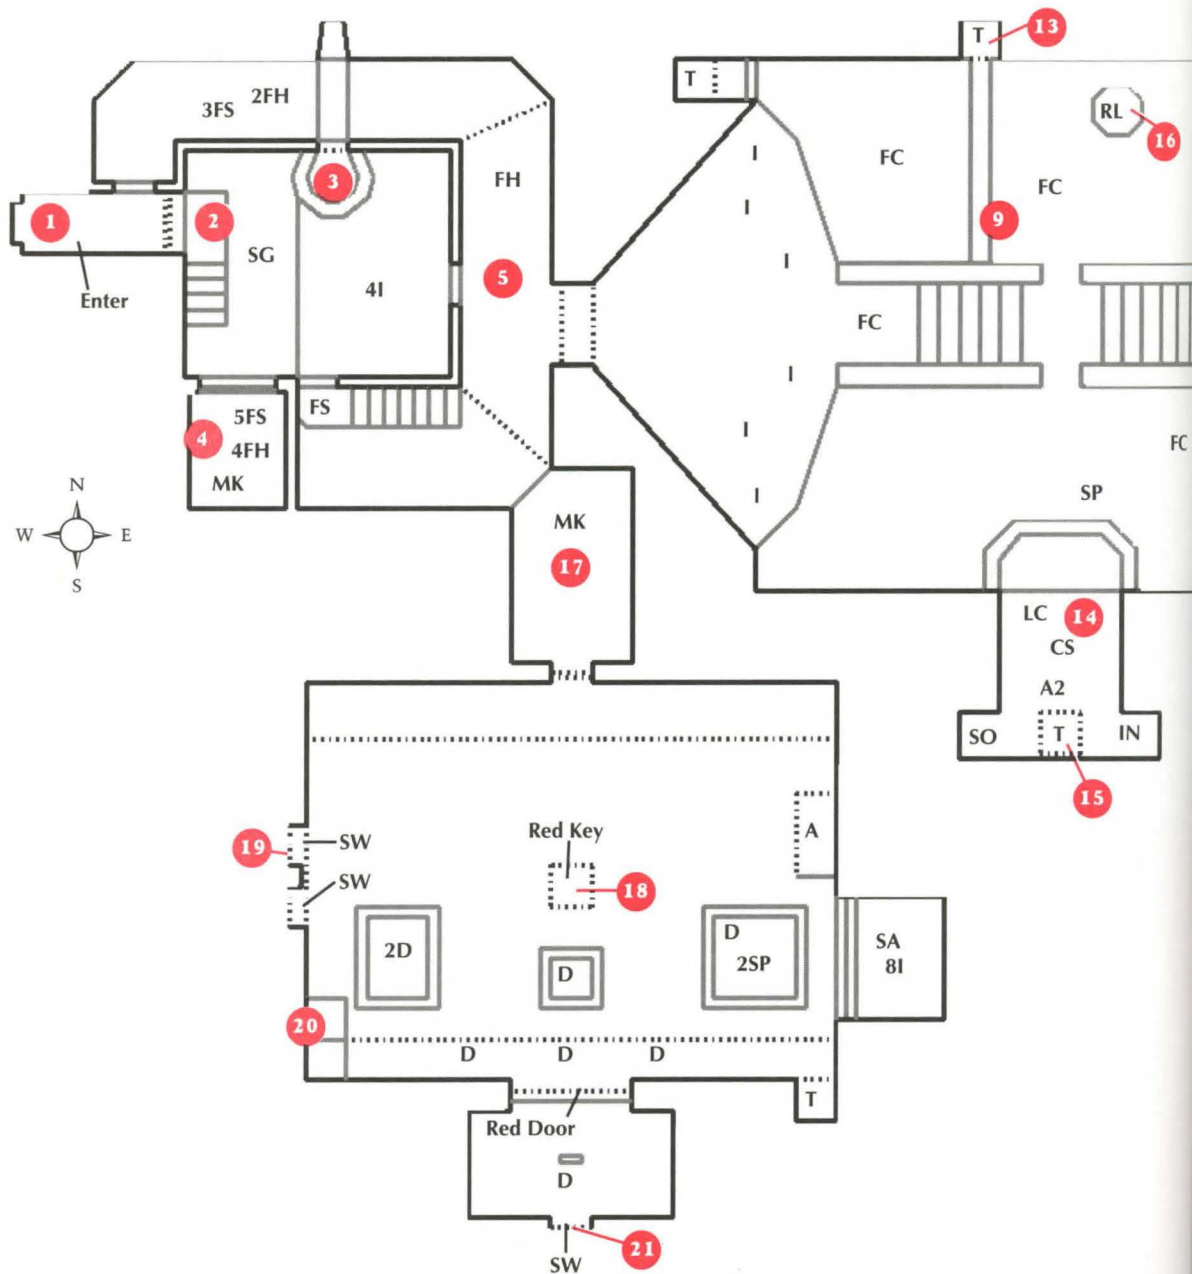 T
13
3FS
2FH
T
RL
16
3
FH
I
FC
FC
1
2
SG
I
9
Enter
4I
5
I
FC
FS
I
5FS
4
4FH
MK
I
FC
N
W
E
S
I
SP
MK
17
LC
14
CS
A2
SO
T
IN
15
19
SW
Red Key
A
SW
18
2D
D
D
2SP
SA
8I
20
D
D
D
T
Red Door
D
21
SW